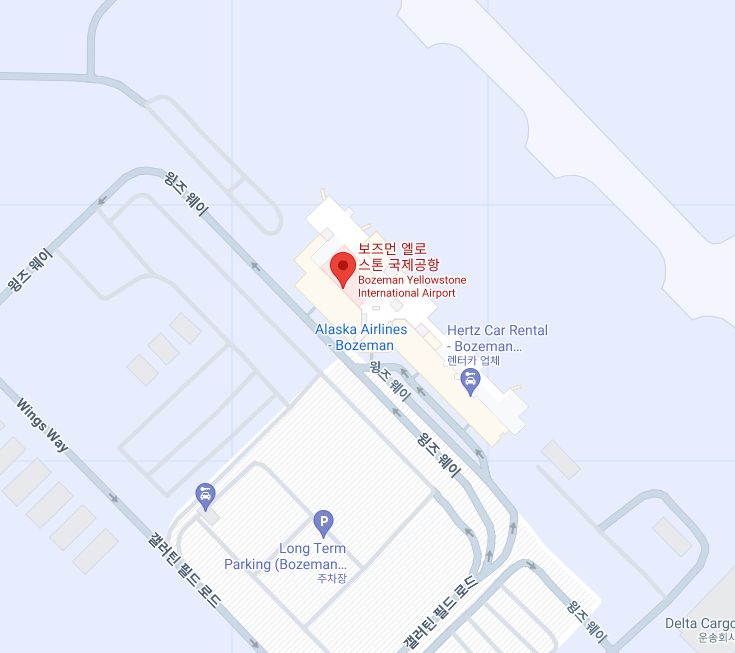 윙즈 웨이
윙즈 웨이
보즈먼 옐로
스톤 국제공항
Bozeman Yellowstone
International Airport
Alaska Airlines
- Bozeman
Hertz Car Rental
- Bozeman...
렌터카 업체
윙즈 웨이
윙즈 웨이
Wings Way
P
Long Term
Parking (Bozeman...
주차장
갤러틴 필드 로드
갤러틴 필드 로드
윙즈 웨이
Delta Cargo
운송회사